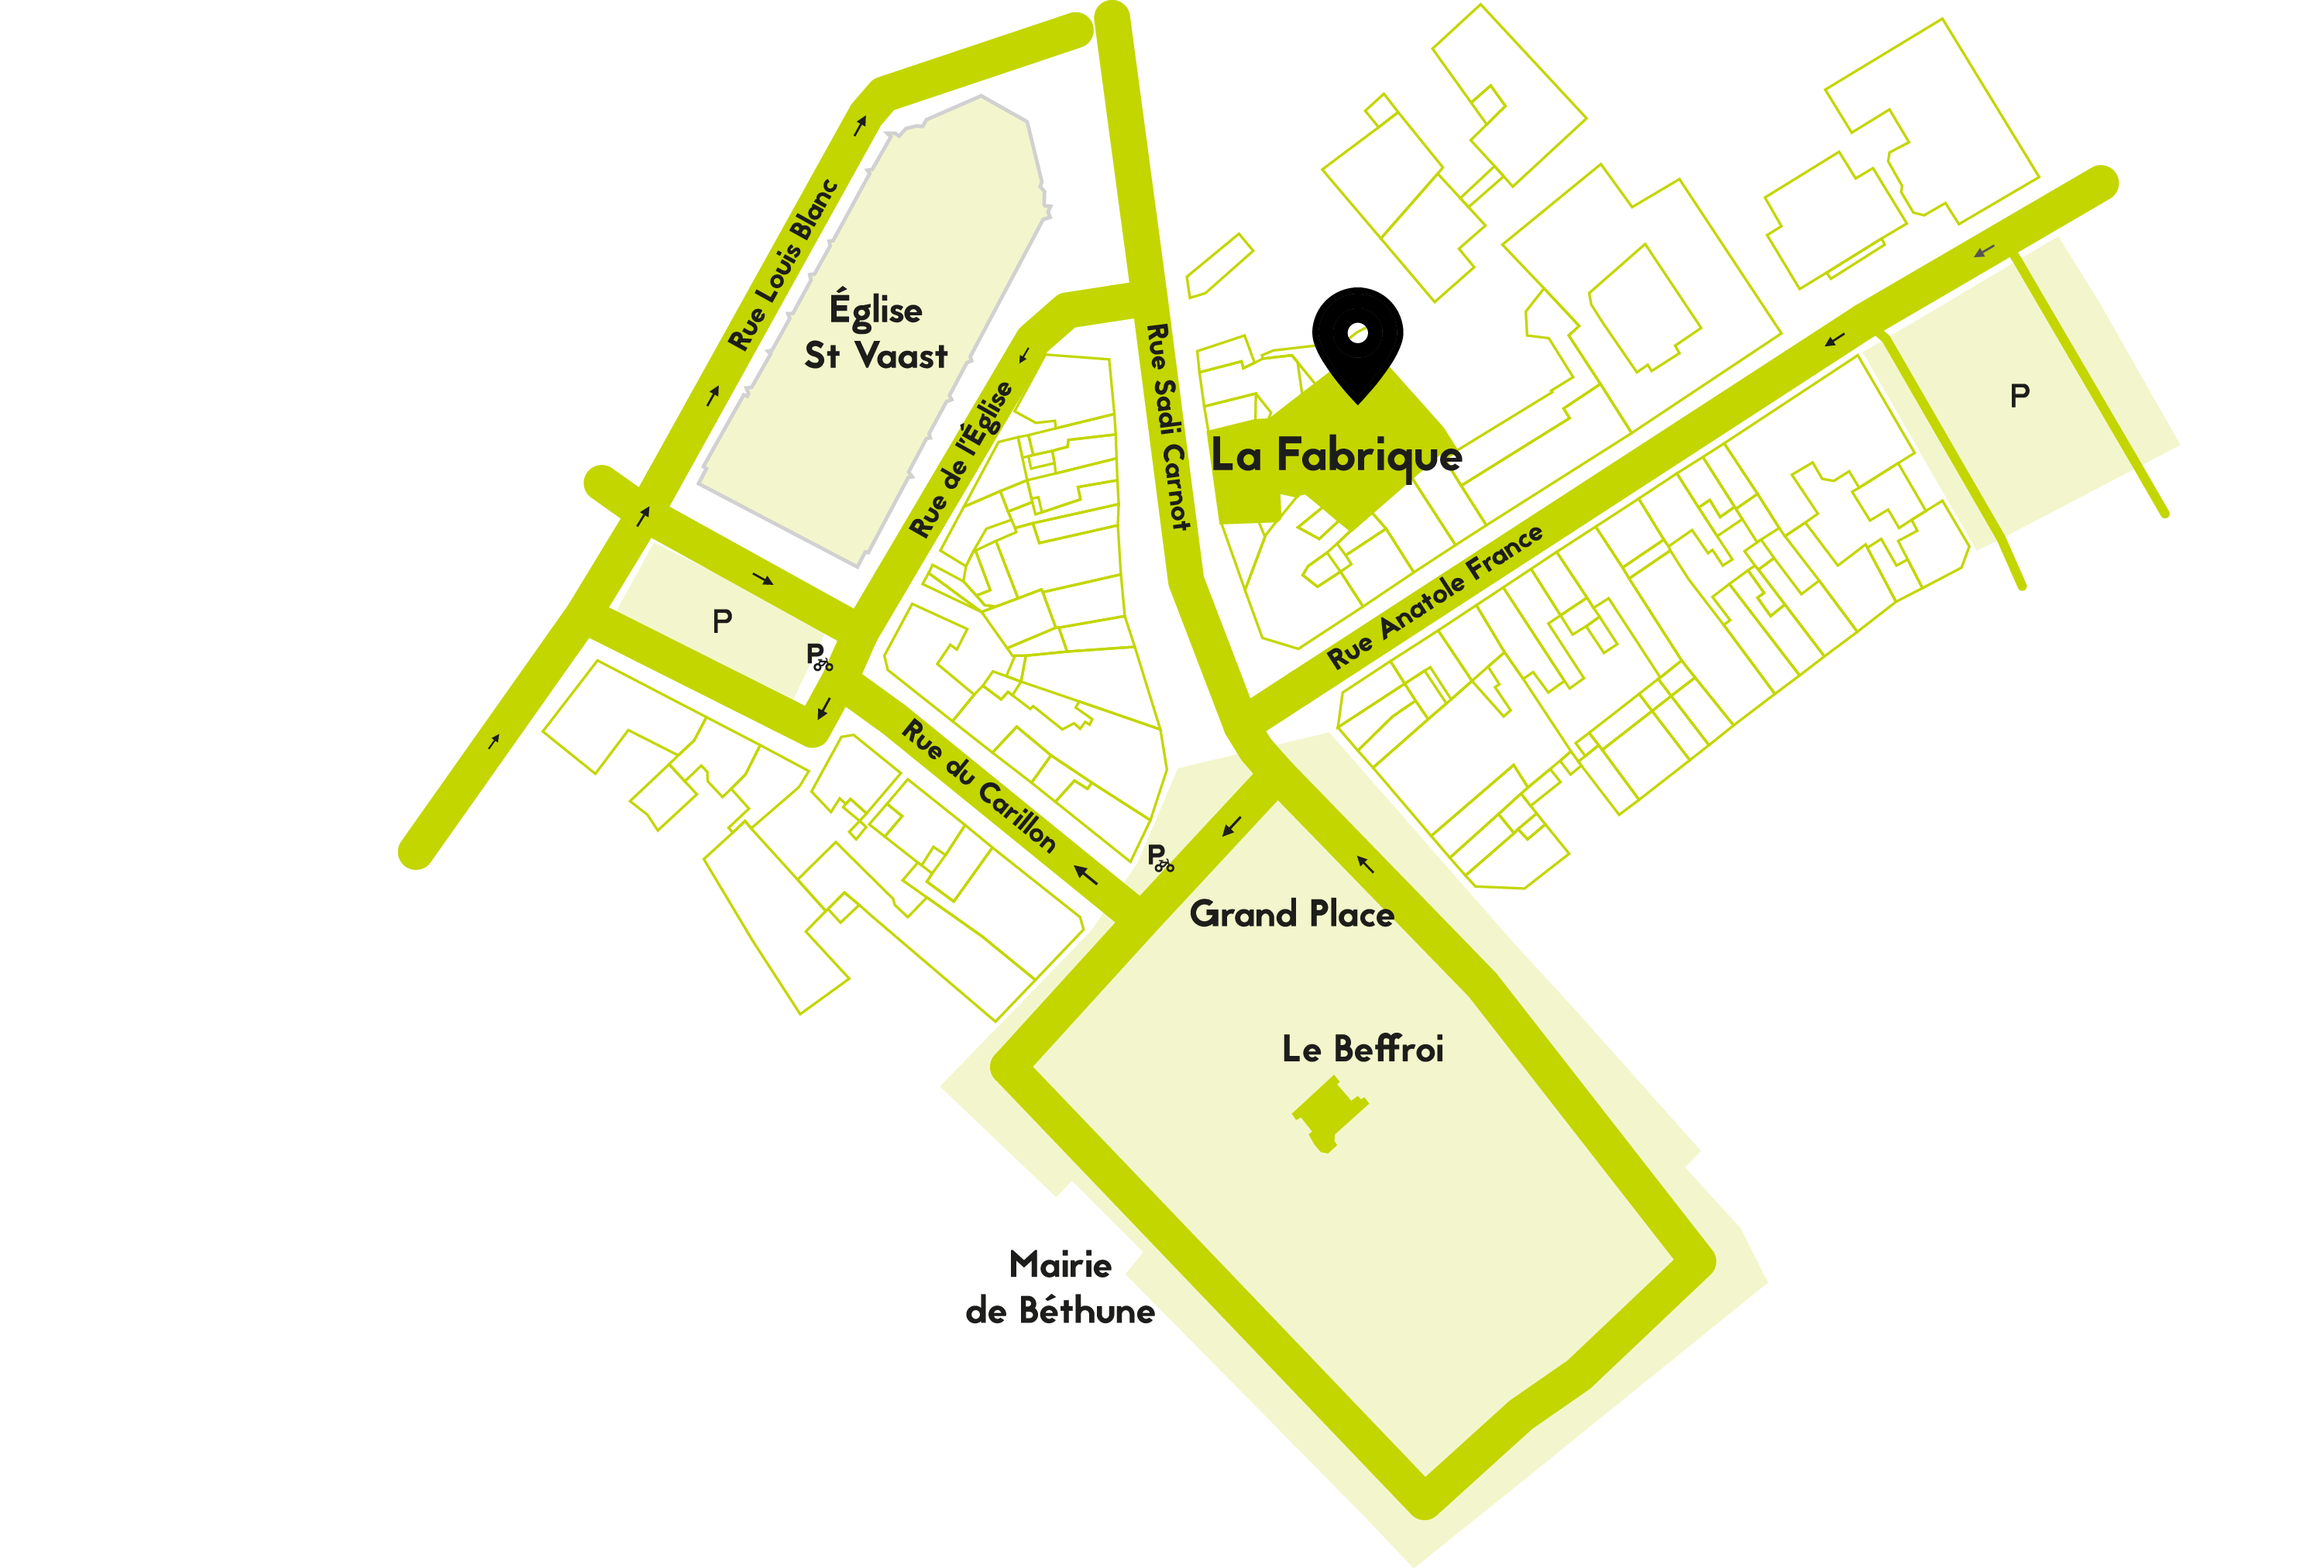 Rue Louis Blanc
Église
St Vaast
Rue de l'Église
Rue Sadi Carnot
La Fabrique
P
Rue Anatole France
P
P
Rue du Carillon
P
Grand Place
Le Beffroi
Mairie
de Béthune